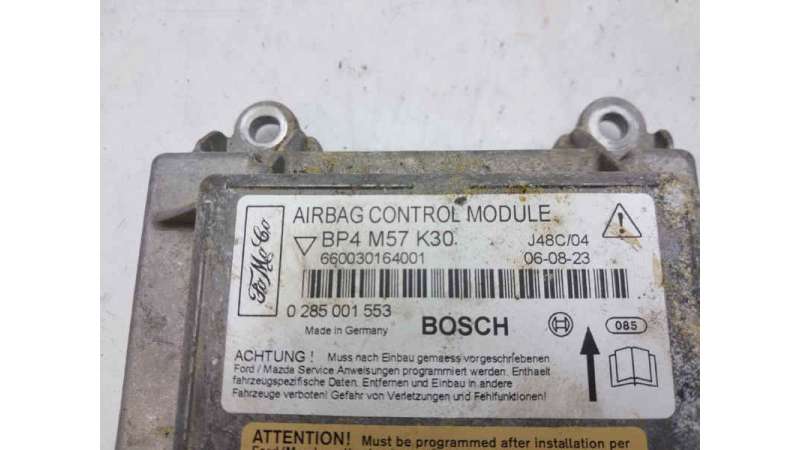 AIRBAG CONTROL MODULE
BP4 M57 K30
J48C/04
660030164001
06-08-23
FoMoCo
0 285 001 553
Made in Germany
BOSCH
085
ACHTUNG ! Muss nach Einbau gemaess vorgeschriebenen
Ford / Mazda Service Anweisungen programmiert werden. Enthaelt
fahrzeugspezifische Daten. Entfernen und Einbau in andere
Fahrzeuge verboten! Gefahr von Verletzungen und Fehlfunktionen!
ATTENTION! Must be programmed after installation per